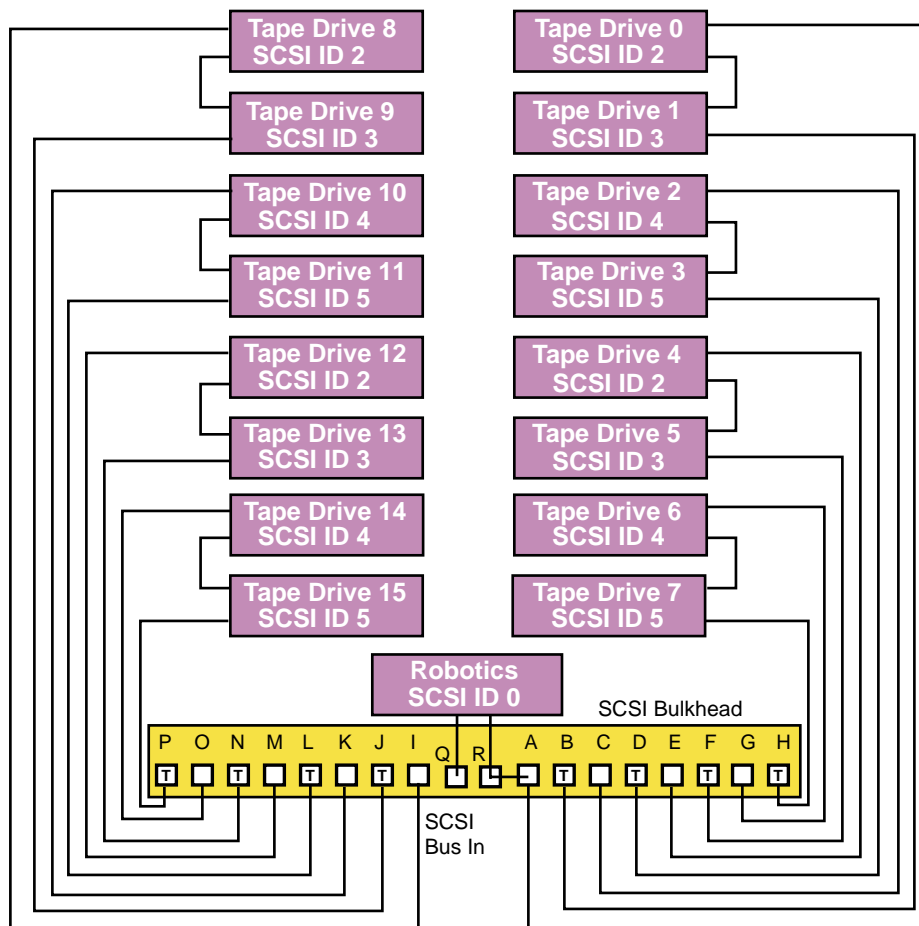 Tape Drive 8
SCSI ID 2
Tape Drive 0
SCSI ID 2
Tape Drive 9
SCSI ID 3
Tape Drive 1
SCSI ID 3
Tape Drive 10
SCSI ID 4
Tape Drive 2
SCSI ID 4
Tape Drive 11
SCSI ID 5
Tape Drive 3
SCSI ID 5
Tape Drive 12
SCSI ID 2
Tape Drive 4
SCSI ID 2
Tape Drive 13
SCSI ID 3
Tape Drive 5
SCSI ID 3
Tape Drive 14
SCSI ID 4
Tape Drive 6
SCSI ID 4
Tape Drive 15
SCSI ID 5
Tape Drive 7
SCSI ID 5
Robotics
SCSI ID 0
SCSI Bulkhead
P O N M L K J I Q R A B C D E F G H
T T T T T T T T
SCSI
Bus In